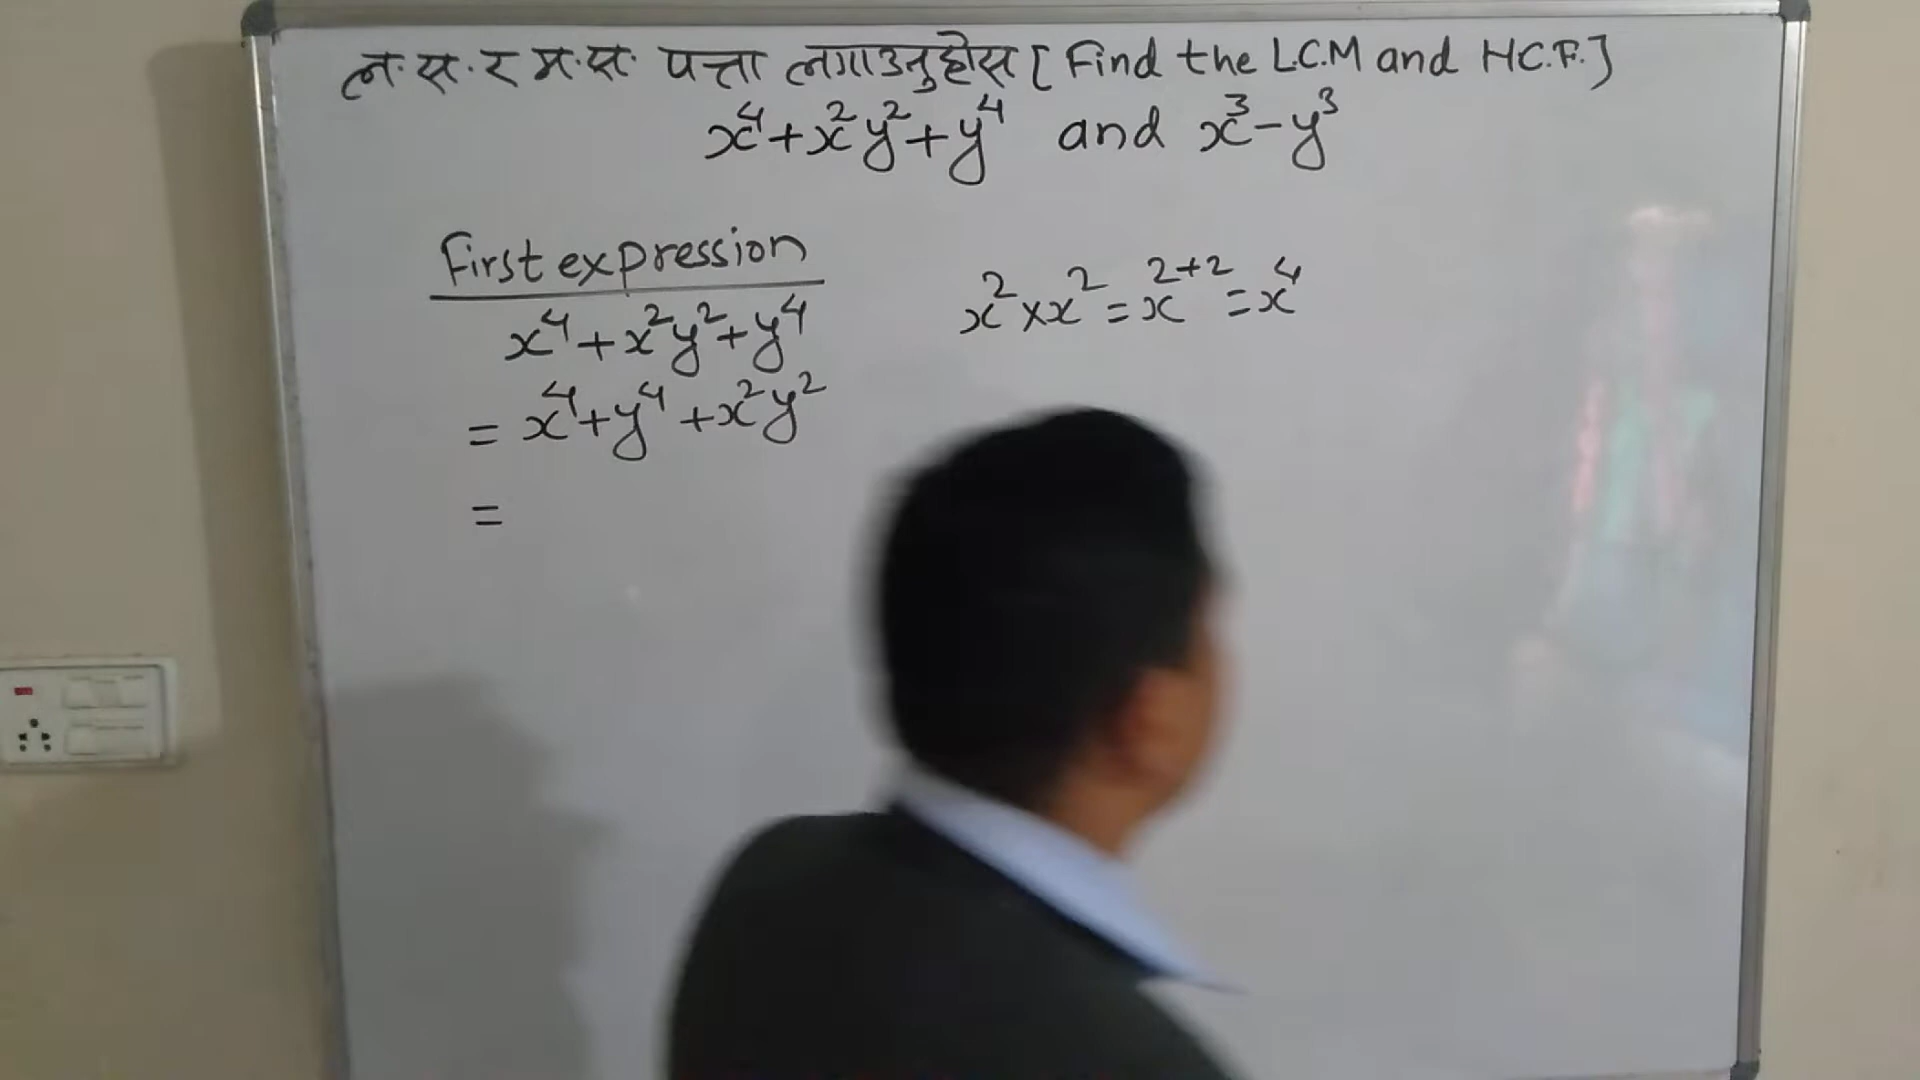 ल.स.र म.स. पत्ता लगाउनुहोस [Find the L.C.M and H.C.F.]
x⁴+x²y²+y⁴ and x³-y³
First expression
x⁴+x²y²+y⁴
x²×x²=x²⁺²=x⁴
= x⁴+y⁴+x²y²
=